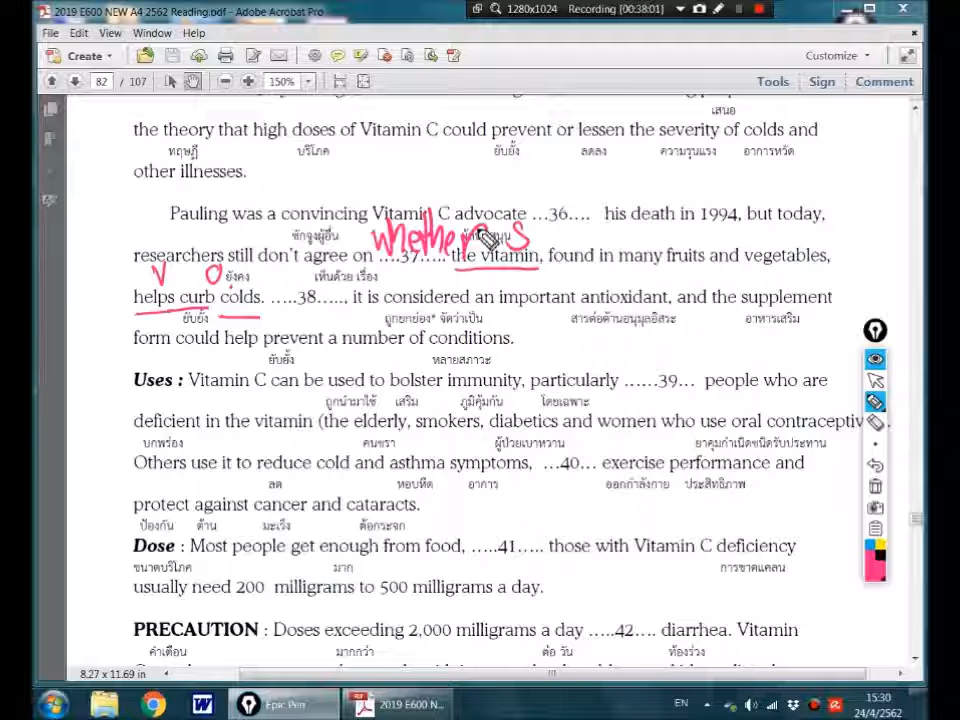 2019 E600 NEW A4 2562 Reading.pdf - Adobe Acrobat Pro
1280x1024 Recording [00:38:01]
File Edit View Window Help
Create Customize
82 / 107 150% Tools Sign Comment
เสนอ
the theory that high doses of Vitamin C could prevent or lessen the severity of colds and
ทฤษฎี บริโภค ยับยั้ง ลดลง ความรุนแรง อาการหวัด
other illnesses.
Pauling was a convincing Vitamin C advocate ...36.... his death in 1994, but today,
ชักจูงผู้อื่น whether S
researchers still don't agree on ....37..... the vitamin, found in many fruits and vegetables,
V O ยังคง เห็นด้วย เรื่อง
helps curb colds. .....38....., it is considered an important antioxidant, and the supplement
ยับยั้ง ถูกยกย่อง* จัดว่าเป็น สารต่อต้านอนุมูลอิสระ อาหารเสริม
form could help prevent a number of conditions.
ยับยั้ง หลายสภาวะ
Uses : Vitamin C can be used to bolster immunity, particularly ......39... people who are
ถูกนำมาใช้ เสริม ภูมิคุ้มกัน โดยเฉพาะ
deficient in the vitamin (the elderly, smokers, diabetics and women who use oral contraceptiv
บกพร่อง คนชรา ผู้ป่วยเบาหวาน ยาคุมกำเนิดชนิดรับประทาน
Others use it to reduce cold and asthma symptoms, ...40... exercise performance and
ลด หอบหืด อาการ ออกกำลังกาย ประสิทธิภาพ
protect against cancer and cataracts.
ป้องกัน ต้าน มะเร็ง ต้อกระจก
Dose : Most people get enough from food, .....41..... those with Vitamin C deficiency
ขนาดบริโภค มาก การขาดแคลน
usually need 200 milligrams to 500 milligrams a day.
PRECAUTION : Doses exceeding 2,000 milligrams a day .....42.... diarrhea. Vitamin
คำเตือน มากกว่า ต่อ วัน ท้องร่วง
8.27 x 11.69 in
Epic Pen 2019 E600 N... EN 15:30
24/4/2562